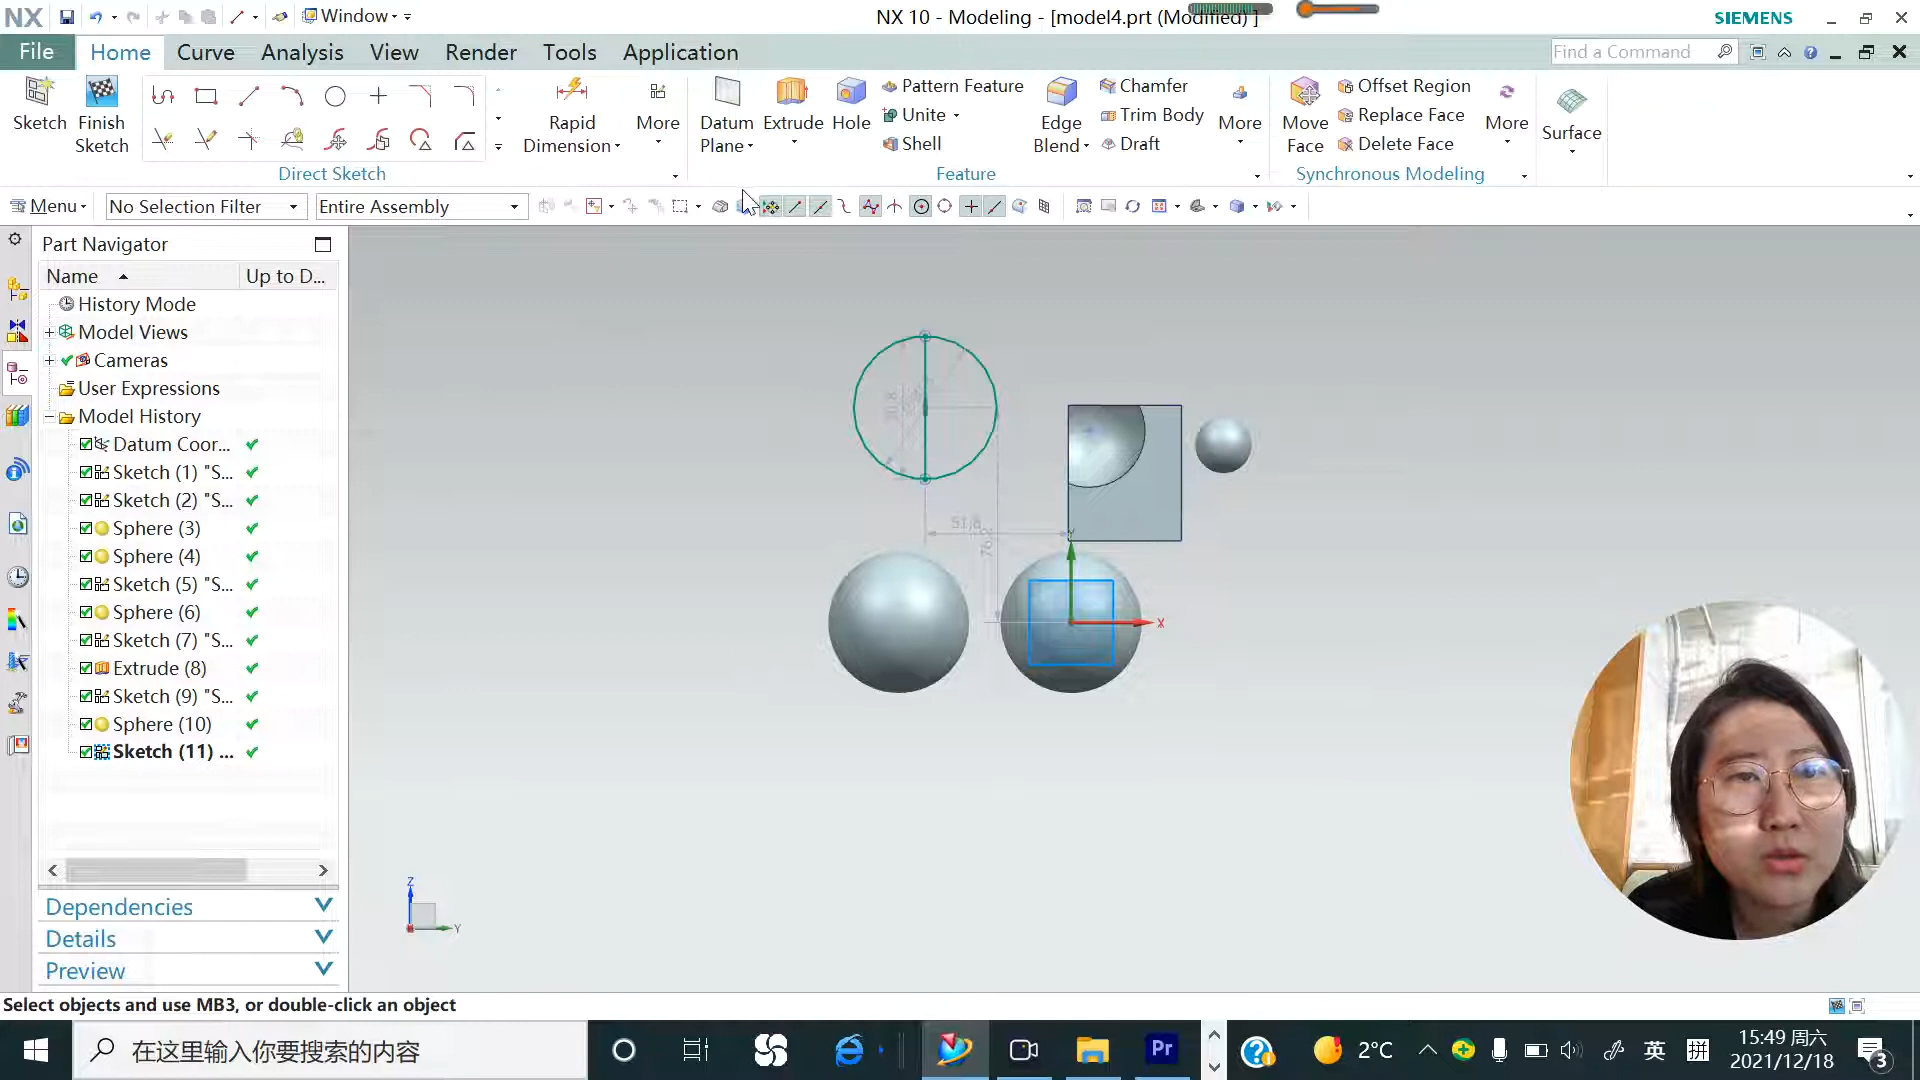 NX Window NX 10 - Modeling - [model4.prt (Modified) ] SIEMENS
File Home Curve Analysis View Render Tools Application Find a Command
Sketch Finish Sketch Rapid Dimension More Datum Plane Extrude Hole Pattern Feature Unite Shell Edge Blend Chamfer Trim Body Draft More Move Face Offset Region Replace Face Delete Face More Surface
Direct Sketch Feature Synchronous Modeling
Menu No Selection Filter Entire Assembly
Part Navigator
Name Up to D...
History Mode
Model Views
Cameras
User Expressions
Model History
Datum Coor...
Sketch (1) "S...
Sketch (2) "S...
Sphere (3)
Sphere (4)
Sketch (5) "S...
Sphere (6)
Sketch (7) "S...
Extrude (8)
Sketch (9) "S...
Sphere (10)
Sketch (11) ...
51,8
Y
X
Z
Y
Dependencies
Details
Preview
Select objects and use MB3, or double-click an object
在这里输入你要搜索的内容 Pr 2°C 英 拼 15:49 周六
2021/12/18 3